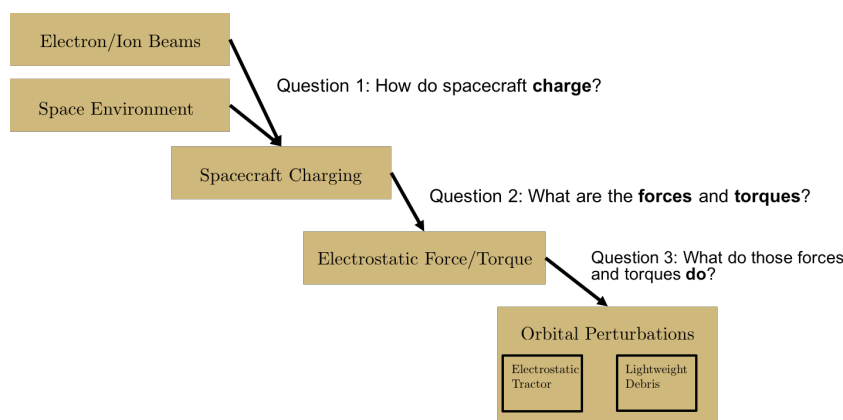 Electron/Ion Beams
Question 1: How do spacecraft charge?
Space Environment
Spacecraft Charging
Question 2: What are the forces and torques?
Electrostatic Force/Torque
Question 3: What do those forces
and torques do?
Orbital Perturbations
Electrostatic
Tractor
Lightweight
Debris